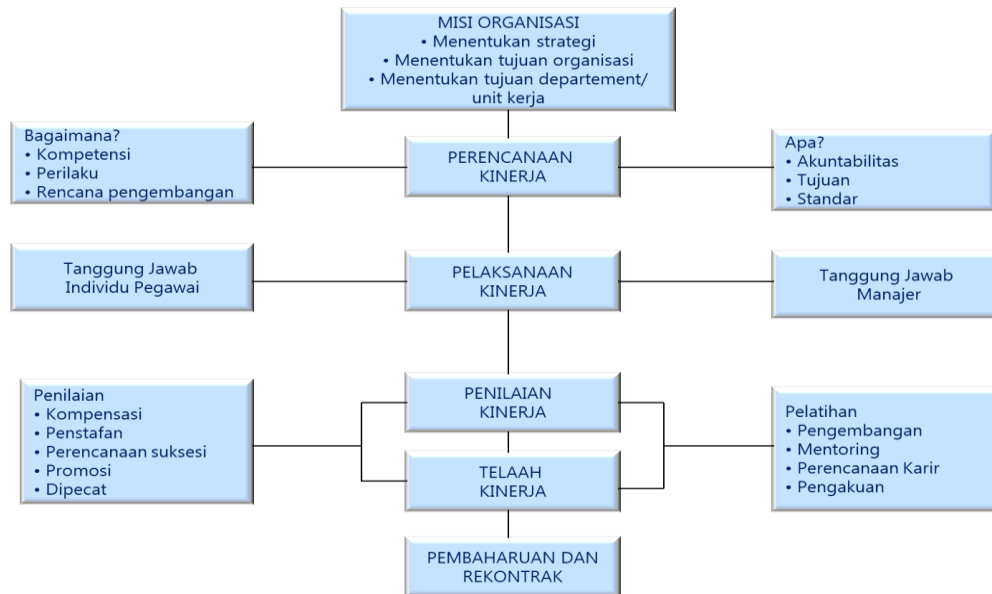 MISI ORGANISASI
• Menentukan strategi
• Menentukan tujuan organisasi
• Menentukan tujuan departement/
unit kerja
Bagaimana?
• Kompetensi
• Perilaku
• Rencana pengembangan
PERENCANAAN
KINERJA
Apa?
• Akuntabilitas
• Tujuan
• Standar
Tanggung Jawab
Individu Pegawai
PELAKSANAAN
KINERJA
Tanggung Jawab
Manajer
Penilaian
• Kompensasi
• Penstafan
• Perencanaan suksesi
• Promosi
• Dipecat
PENILAIAN
KINERJA
TELAAH
KINERJA
Pelatihan
• Pengembangan
• Mentoring
• Perencanaan Karir
• Pengakuan
PEMBAHARUAN DAN
REKONTRAK